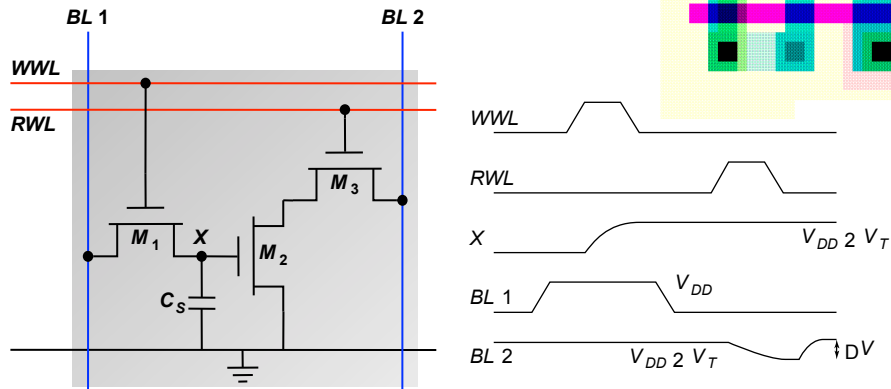 BL 1
BL 2
WWL
RWL
M 3
M 1
X
M 2
C S
WWL
RWL
X
V DD 2 V T
BL 1
V DD
BL 2
V DD 2 V T
D V